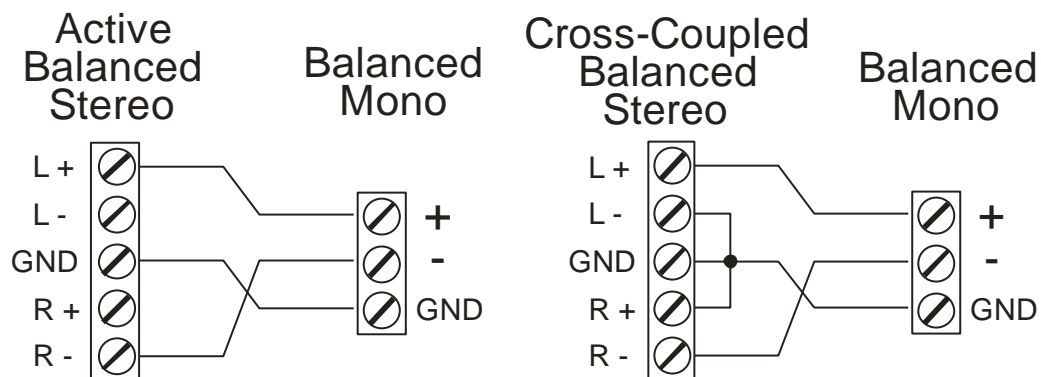 Active
Balanced
Stereo
Balanced
Mono
L +
L -
GND
R +
R -
+
-
GND
Cross-Coupled
Balanced
Stereo
Balanced
Mono
L +
L -
GND
R +
R -
+
-
GND